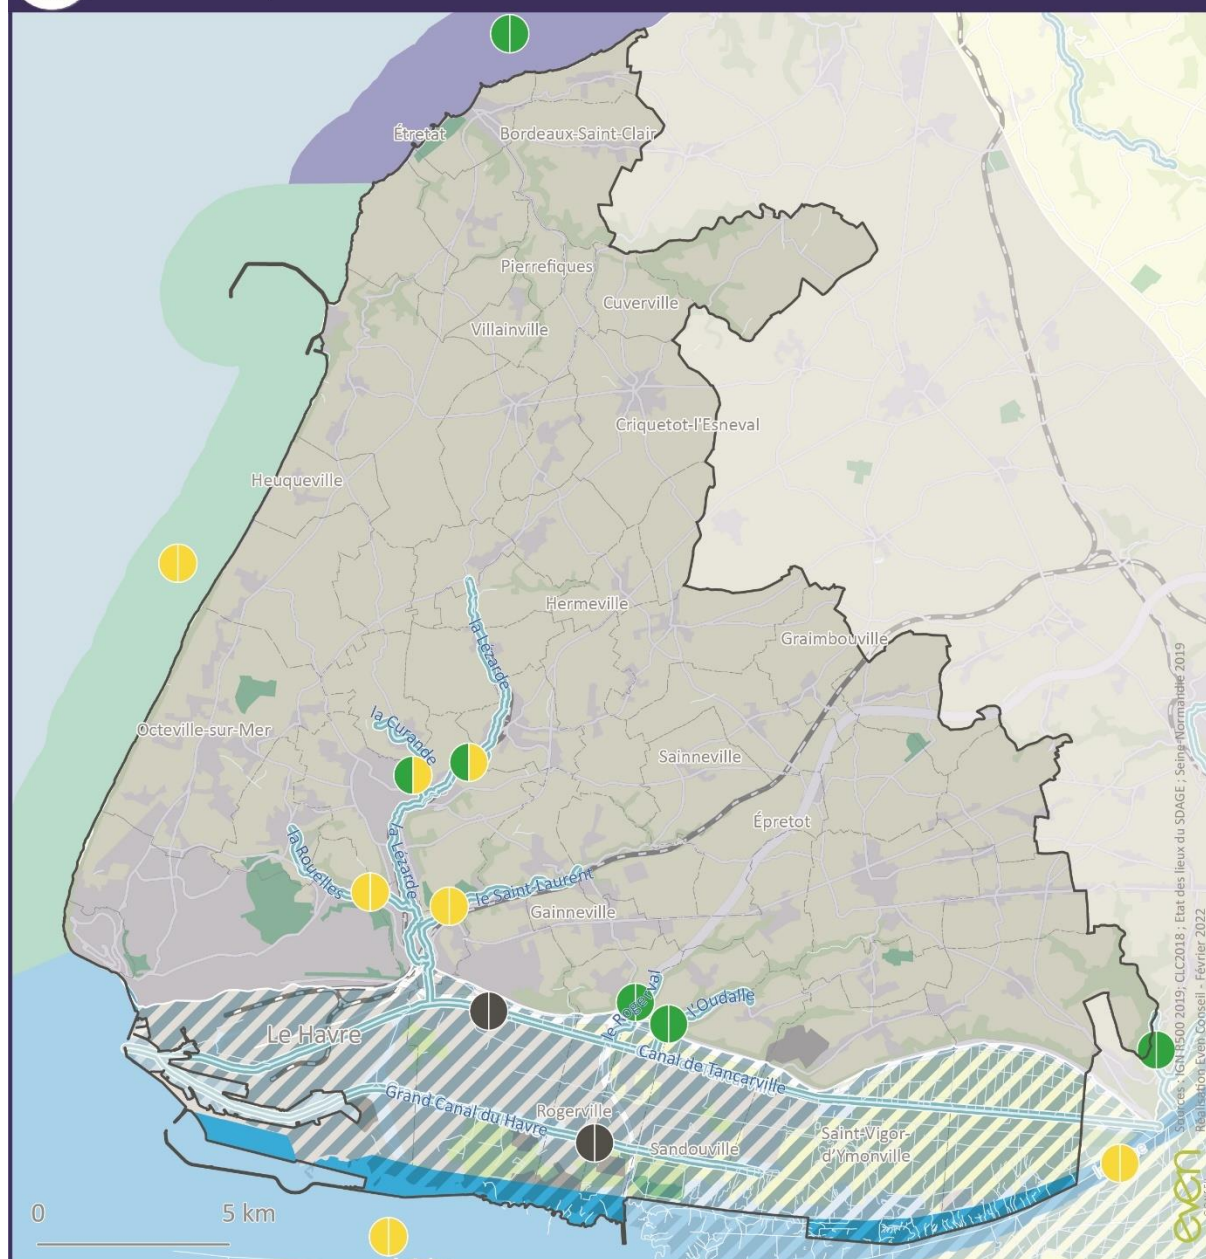 Étretat
Bordeaux-Saint-Clair
Pierrefiques
Cuverville
Villainville
Criquetot-l'Esneval
Heuqueville
Hermeville
la Lézarde
Graimbouville
Octeville-sur-Mer
la Curande
Sainneville
Épretot
la Rouelles
la Lézarde
le Saint-Laurent
Gainneville
le Rogerval
l'Oudalle
Le Havre
Canal de Tancarville
Grand Canal du Havre
Rogerville
Sandouville
Saint-Vigor-
d'Ymonville
0
5 km
Sources : IGN R500 2019; CLC2018 ; Etat des lieux du SDAGE ; Seine-Normandie 2019
Réalisation Even Conseil - Février 2022
even